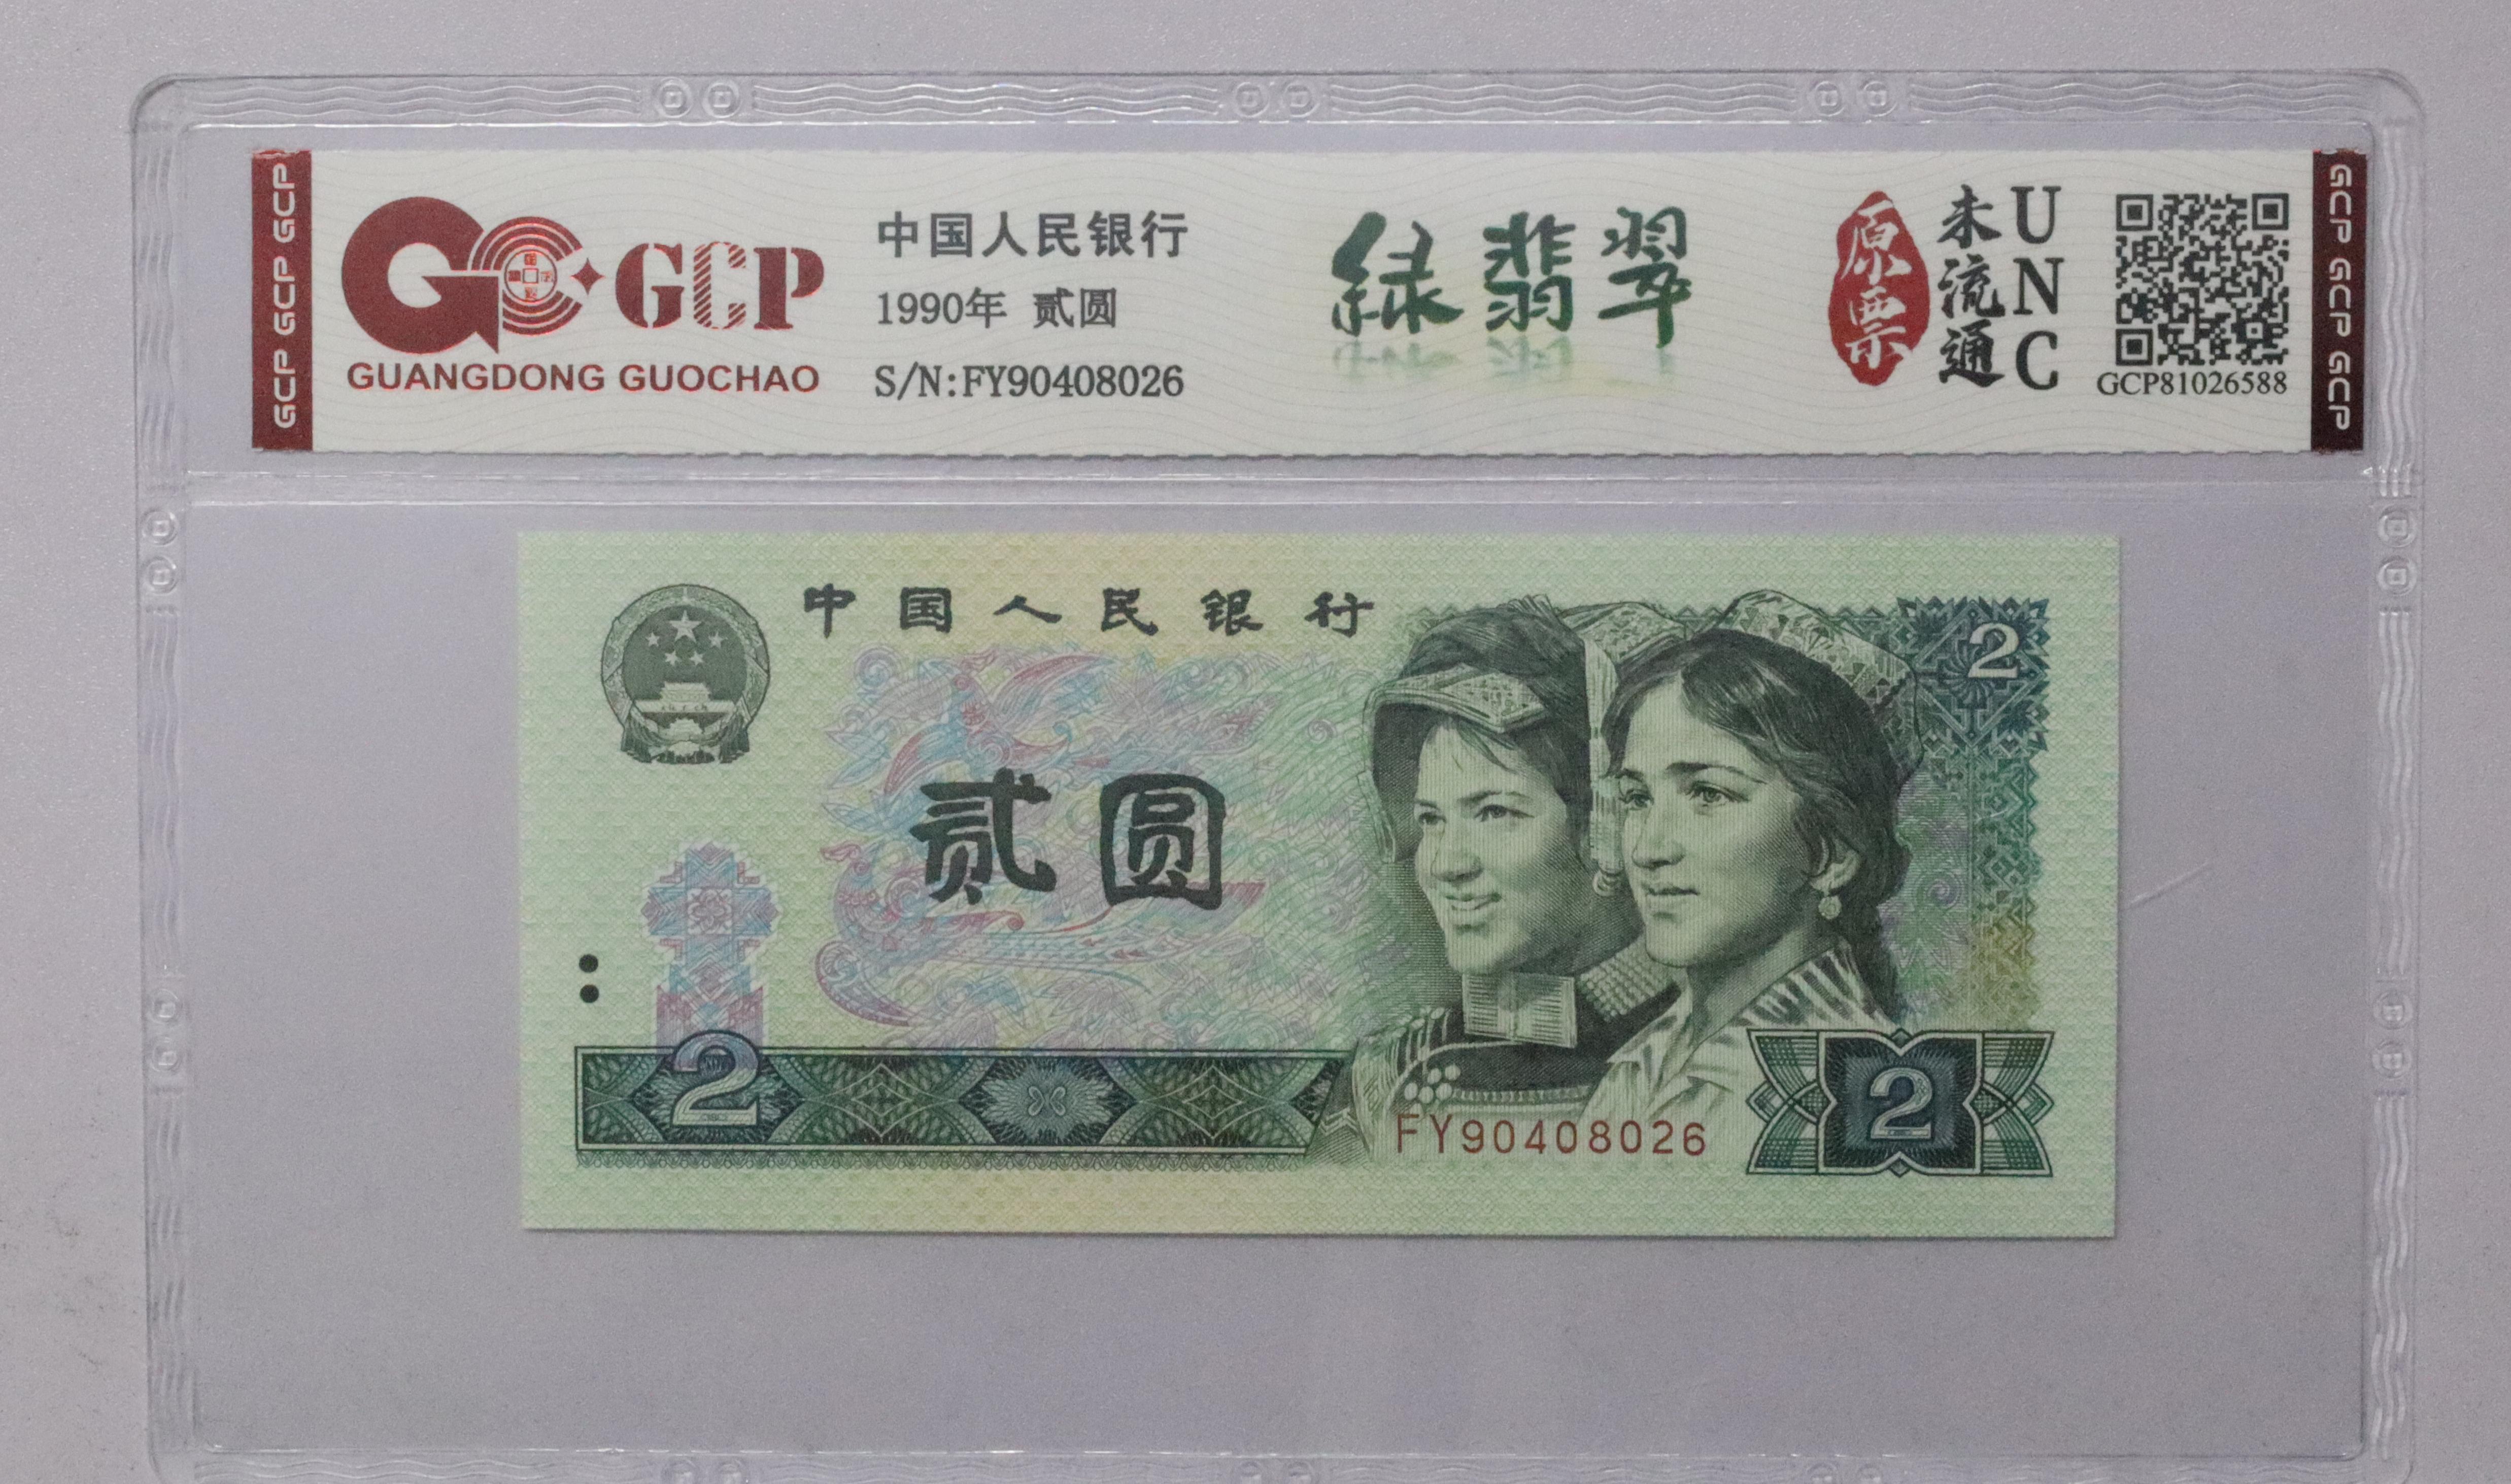 GCP GCP GCP
GCP
GUANGDONG GUOCHAO
中国人民银行
1990年 贰圆
S/N:FY90408026
绿翡翠
原票
未流通
UNC
GCP81026588
GCP GCP GCP
中国人民银行
2
贰圆
2
FY90408026
2